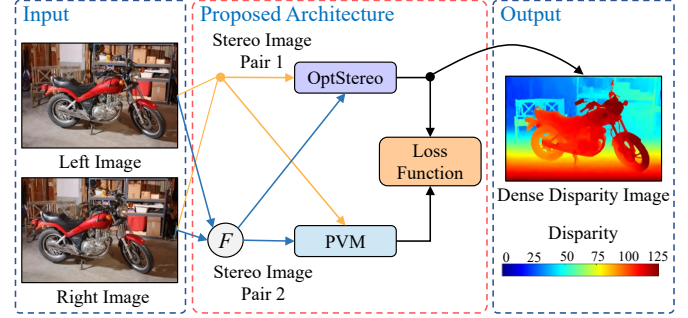 Input
Left Image
Right Image
Proposed Architecture
Stereo Image
Pair 1
OptStereo
Loss
Function
F
PVM
Stereo Image
Pair 2
Output
Dense Disparity Image
Disparity
0 25 50 75 100 125